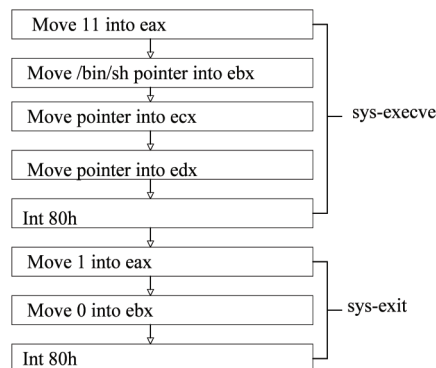 Move 11 into eax
Move /bin/sh pointer into ebx
Move pointer into ecx
Move pointer into edx
Int 80h
sys-execve
Move 1 into eax
Move 0 into ebx
Int 80h
sys-exit